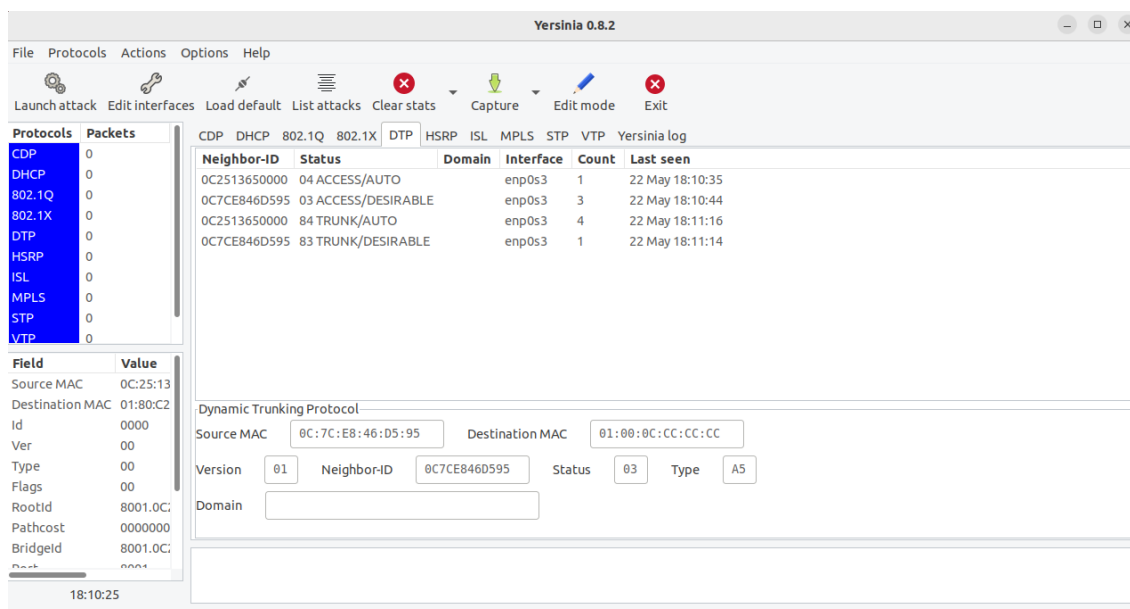 Yersinia 0.8.2
File Protocols Actions Options Help
Launch attack Edit interfaces Load default List attacks Clear stats Capture Edit mode Exit
Protocols Packets
CDP 0
DHCP 0
802.1Q 0
802.1X 0
DTP 0
HSRP 0
ISL 0
MPLS 0
STP 0
VTP 0
Field Value
Source MAC 0C:25:13
Destination MAC 01:80:C2
Id 0000
Ver 00
Type 00
Flags 00
RootId 8001.0C2
Pathcost 0000000
BridgeId 8001.0C2
Port 8001
18:10:25
CDP DHCP 802.1Q 802.1X DTP HSRP ISL MPLS STP VTP Yersinia log
Neighbor-ID Status Domain Interface Count Last seen
0C2513650000 04 ACCESS/AUTO enp0s3 1 22 May 18:10:35
0C7CE846D595 03 ACCESS/DESIRABLE enp0s3 3 22 May 18:10:44
0C2513650000 84 TRUNK/AUTO enp0s3 4 22 May 18:11:16
0C7CE846D595 83 TRUNK/DESIRABLE enp0s3 1 22 May 18:11:14
Dynamic Trunking Protocol
Source MAC 0C:7C:E8:46:D5:95 Destination MAC 01:00:0C:CC:CC:CC
Version 01 Neighbor-ID 0C7CE846D595 Status 03 Type A5
Domain